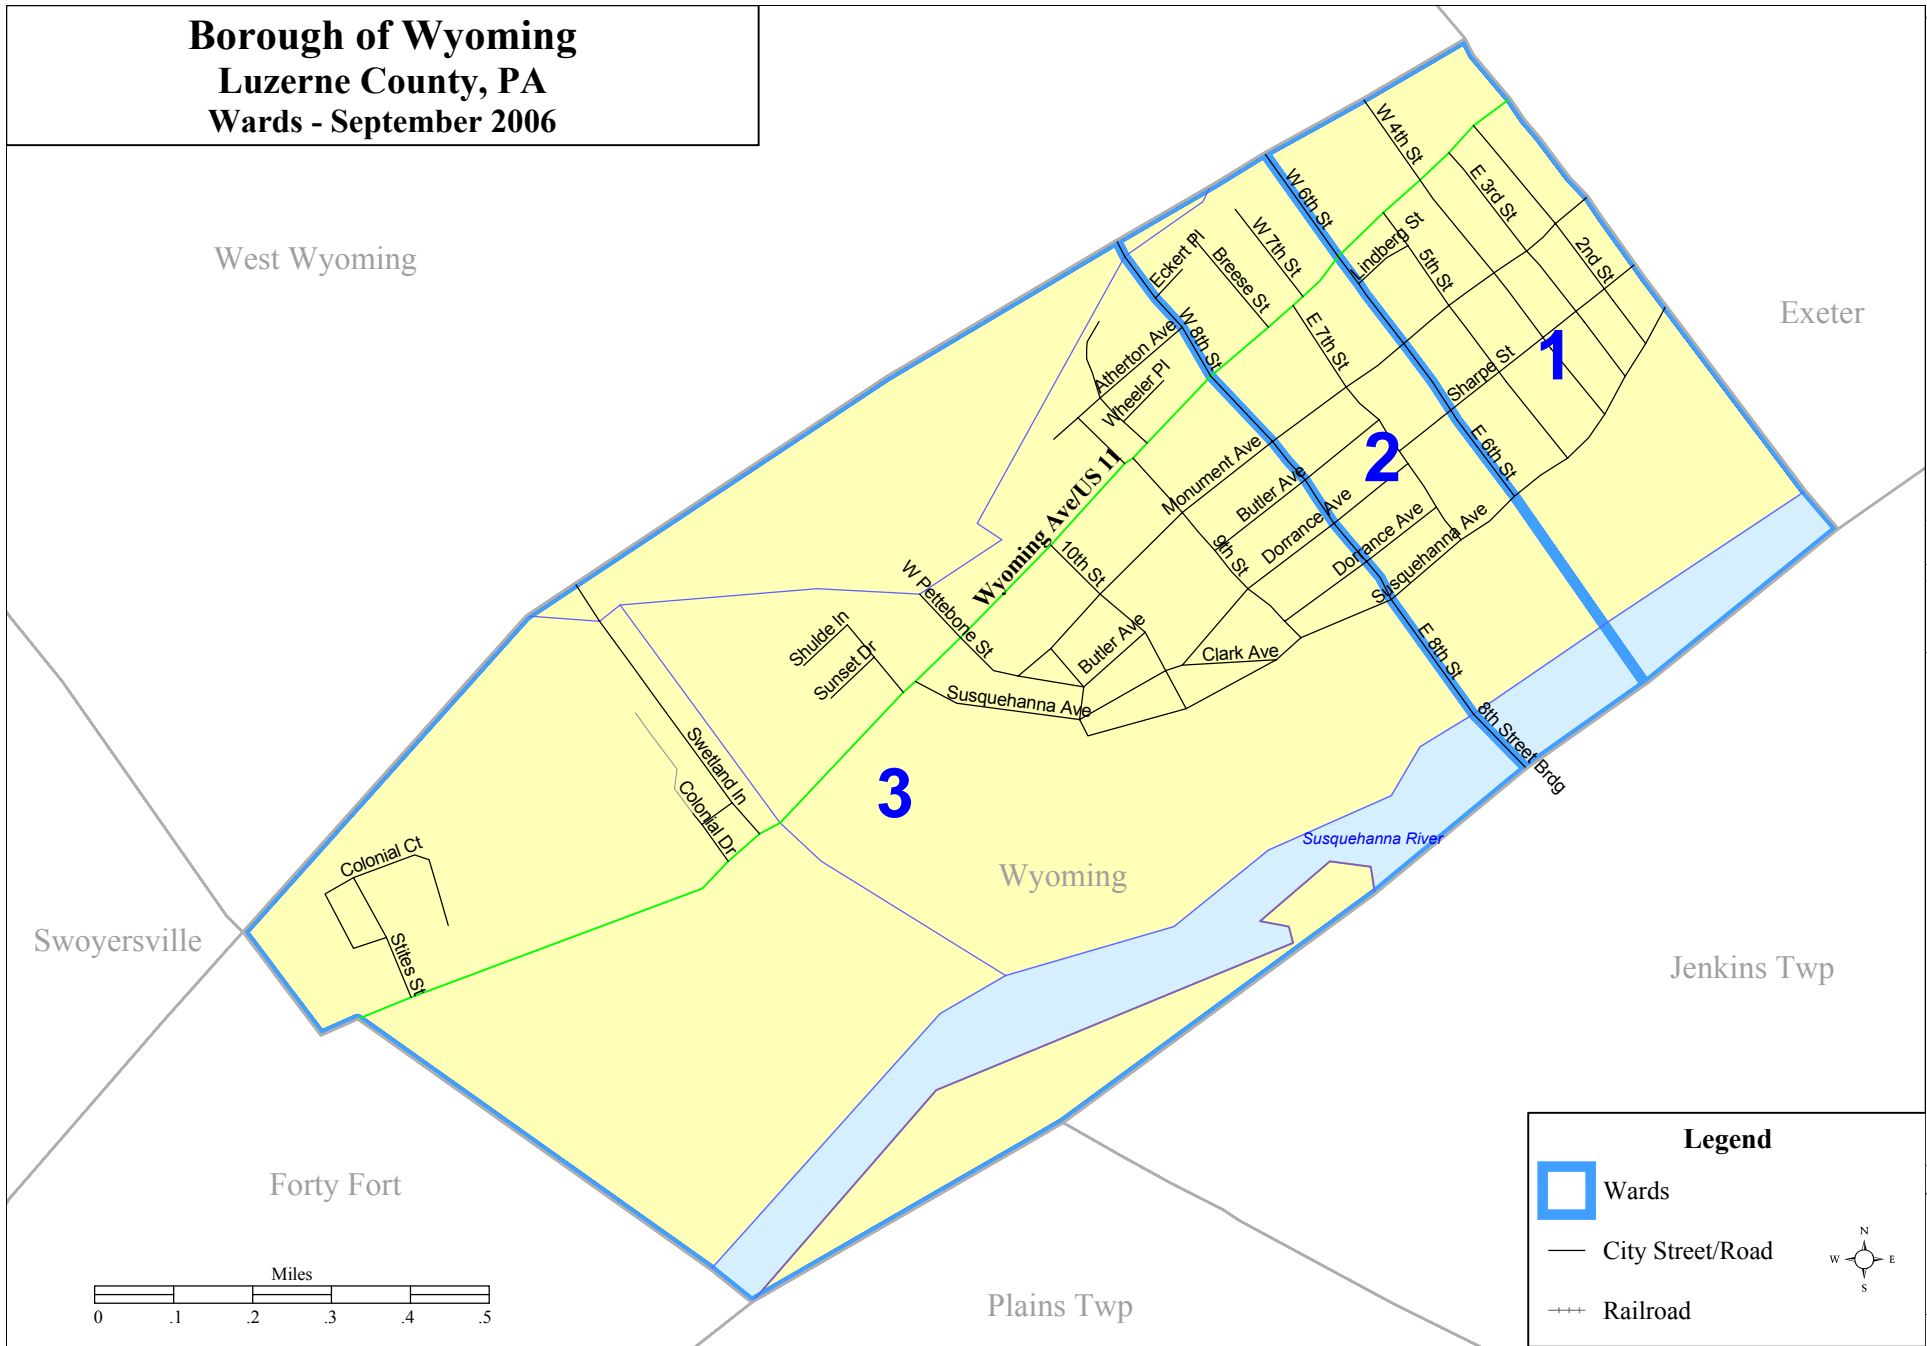 Borough of Wyoming
Luzerne County, PA
Wards - September 2006
West Wyoming
Exeter
Swoyersville
Forty Fort
Plains Twp
Jenkins Twp
Wyoming
W 4th St
E 3rd St
2nd St
W 6th St
Lindberg St
5th St
W 7th St
Eckert Pl
Breese St
E 7th St
W 8th St
Atherton Ave
Wheeler Pl
Sharpe St
1
2
3
E 6th St
Monument Ave
Butler Ave
Dorrance Ave
Dorrance Ave
Susquehanna Ave
9th St
Wyoming Ave/US 11
10th St
W Pettebone St
Butler Ave
Clark Ave
Susquehanna Ave
E 8th St
8th Street Brdg
Shulde ln
Sunset Dr
Swetland ln
Colonial Dr
Colonial Ct
Stites St
Susquehanna River
Miles
0 .1 .2 .3 .4 .5
Legend
Wards
City Street/Road
Railroad
N
W E
S